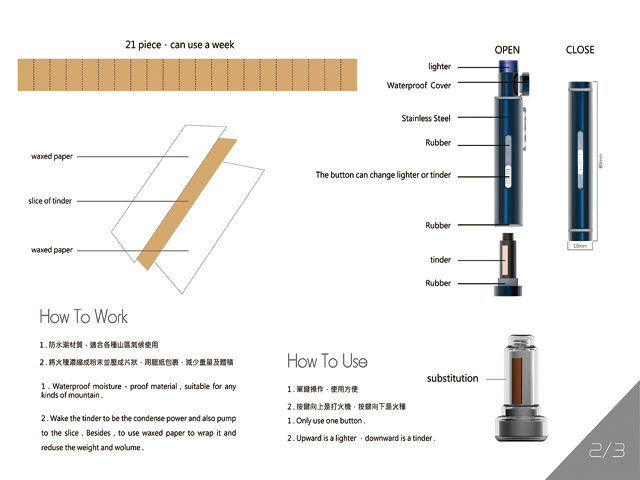 21 piece · can use a week
waxed paper
slice of tinder
waxed paper
OPEN
CLOSE
lighter
Waterproof Cover
Stainless Steel
Rubber
The button can change lighter or tinder
Rubber
tinder
Rubber
80mm
10mm
How To Work
1 . 防水潮材質，適合各種山區氣候使用
2 . 將火種濃縮成粉末並壓成片狀，用臘紙包裹，減少重量及體積
1 . Waterproof moisture - proof material , suitable for any
kinds of mountain .
2 . Wake the tinder to be the condense power and also pump
to the slice . Besides , to use waxed paper to wrap it and
reduse the weight and wolume .
How To Use
1 . 單鍵操作，使用方便
2 . 按鍵向上是打火機，按鍵向下是火種
1 . Only use one button .
2 . Upward is a lighter · downward is a tinder .
substitution
2/3